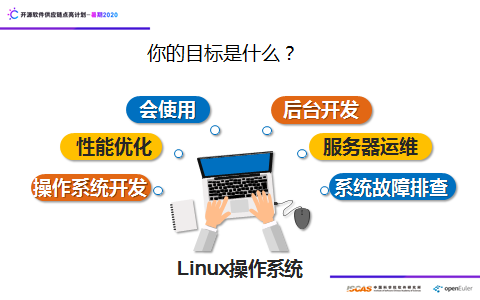 开源软件供应链点亮计划-暑期2020
你的目标是什么？
会使用
后台开发
性能优化
服务器运维
操作系统开发
系统故障排查
Linux操作系统
ISCAS 中国科学院软件研究所
openEuler